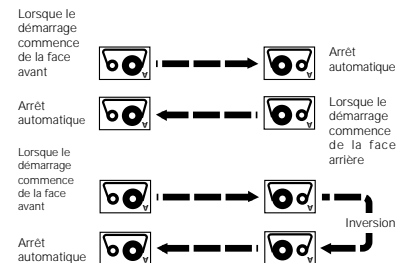 Lorsque le
démarrage
commence
de la face
avant
Arrêt
automatique
Arrêt
automatique
Lorsque le
démarrage
commence
de la face
arrière
Lorsque le
démarrage
commence
de la face
avant
Inversion
Arrêt
automatique